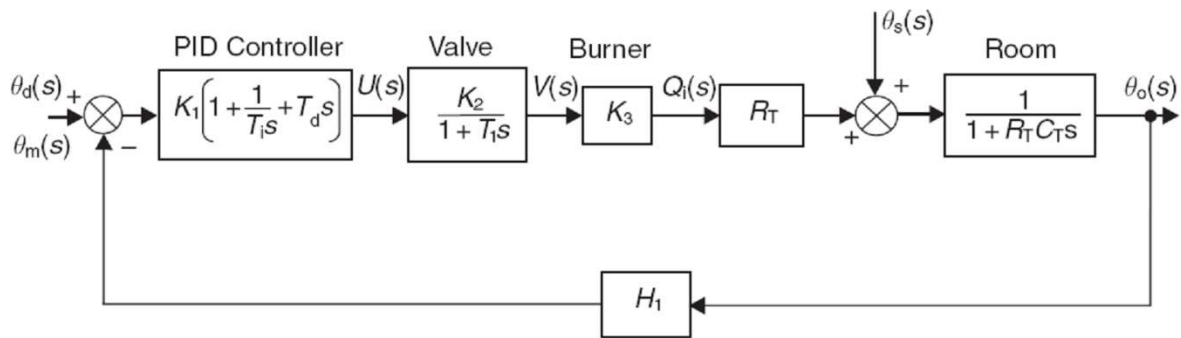 θs(s)
PID Controller Valve Burner Room
θd(s) + K1(1 + 1/Tis + Tds) U(s) K2/(1 + T1s) V(s) K3 Qi(s) RT + + 1/(1 + RTCTs) θo(s)
θm(s) −
H1